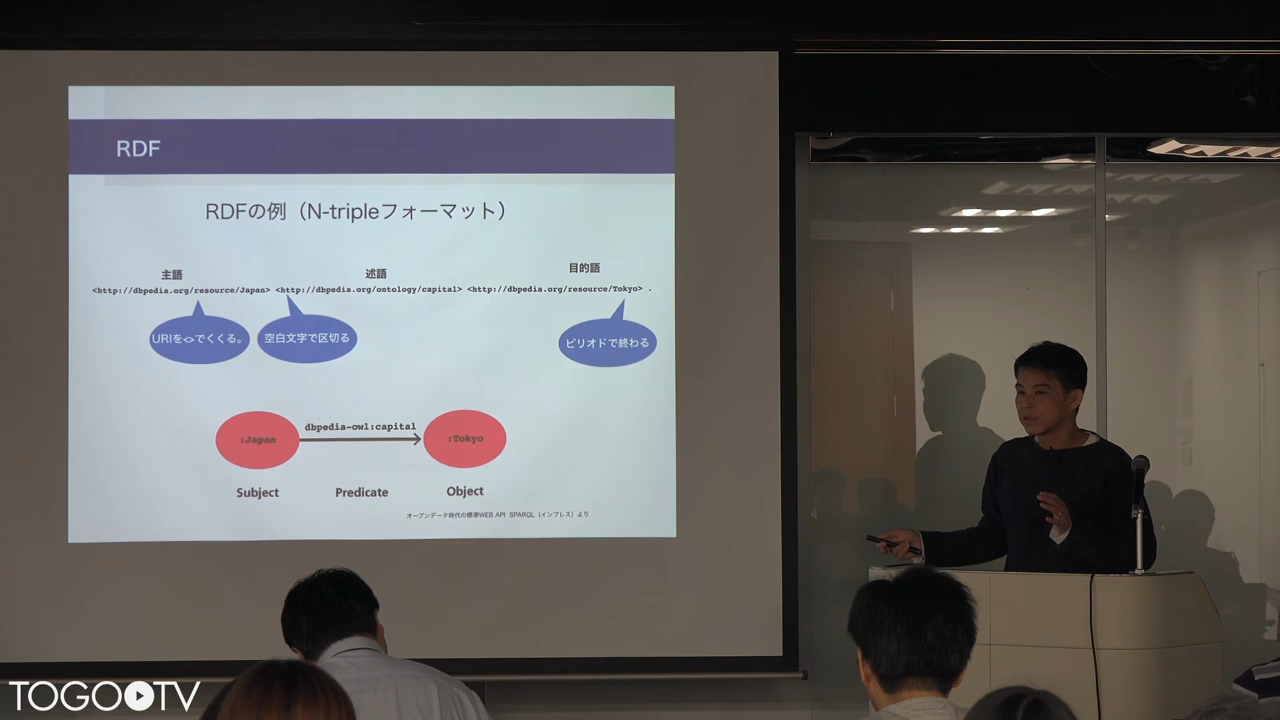 RDF
RDFの例（N-tripleフォーマット）
主語 述語 目的語
<http://dbpedia.org/resource/Japan> <http://dbpedia.org/ontology/capital> <http://dbpedia.org/resource/Tokyo> .
URIを<>でくくる。 空白文字で区切る ピリオドで終わる
dbpedia-owl:capital
:Japan :Tokyo
Subject Predicate Object
オープンデータ時代の標準WEB API SPARQL（インプレス）より
TOGOTV